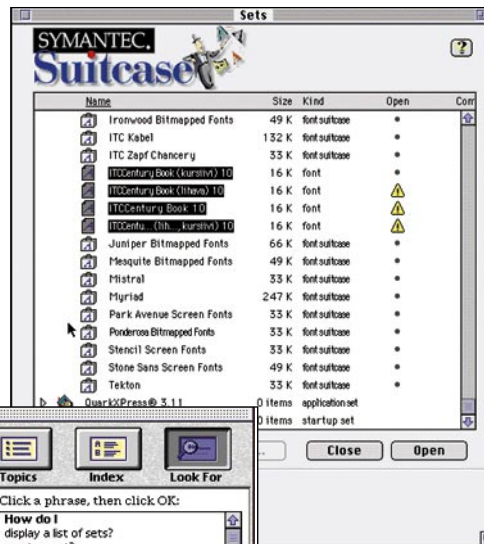 Sets
SYMANTEC.
Suitcase
?
Name Size Kind Open
Ironwood Bitmapped Fonts 49 K font suitcase •
ITC Kabel 132 K font suitcase •
ITC Zapf Chancery 33 K font suitcase •
ITCCentury Book (kursiivi) 10 16 K font •
ITCCentury Book (lihava) 10 16 K font
ITCCentury Book 10 16 K font
ITCCentu...(lih..., kursiivi) 10 16 K font
Juniper Bitmapped Fonts 66 K font suitcase •
Mesquite Bitmapped Fonts 49 K font suitcase •
Mistral 33 K font suitcase •
Myriad 247 K font suitcase •
Park Avenue Screen Fonts 33 K font suitcase •
Ponderosa Bitmapped Fonts 33 K font suitcase •
Stencil Screen Fonts 33 K font suitcase •
Stone Sans Screen Fonts 49 K font suitcase •
Tekton 33 K font suitcase •
QuarkXPress® 3.11 0 items application set
0 items startup set
Close Open
Topics Index Look For
Click a phrase, then click OK:
How do I
display a list of sets?